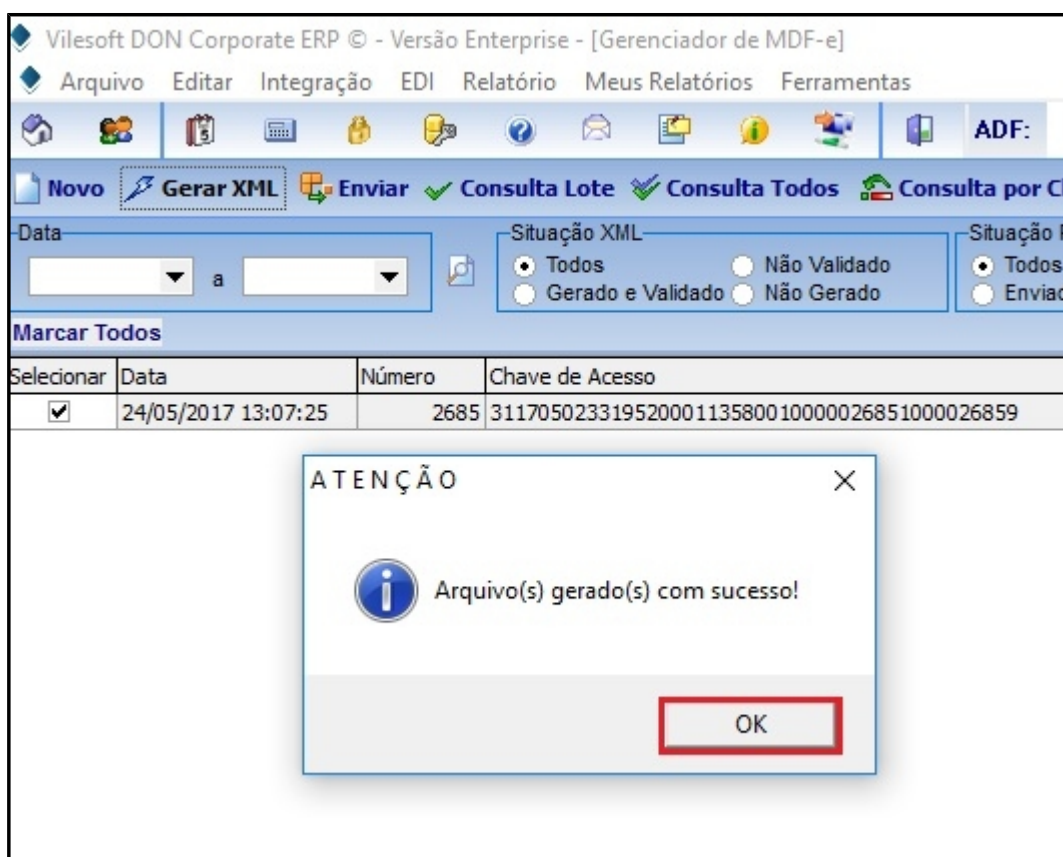 Vilesoft DON Corporate ERP © - Versão Enterprise - [Gerenciador de MDF-e]
Arquivo Editar Integração EDI Relatório Meus Relatórios Ferramentas
ADF:
Novo Gerar XML Enviar Consulta Lote Consulta Todos Consulta por C
Data Situação XML Situação
a Todos Não Validado Todos
Gerado e Validado Não Gerado Enviad
Marcar Todos
Selecionar Data Número Chave de Acesso
24/05/2017 13:07:25 2685 31170502331952000113580010000026851000026859
ATENÇÃO
Arquivo(s) gerado(s) com sucesso!
OK